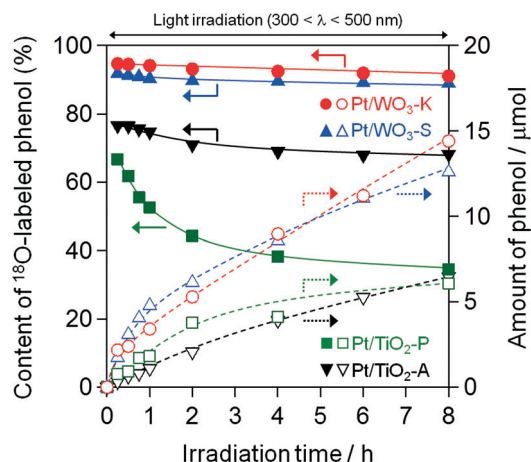 Light irradiation (300 < λ < 500 nm)
100
80
60
40
20
0
Content of ¹⁸O-labeled phenol (%)
20
15
10
5
0
Amount of phenol / μmol
Pt/WO₃-K
Pt/WO₃-S
Pt/TiO₂-P
Pt/TiO₂-A
0 1 2 3 4 5 6 7 8
Irradiation time / h